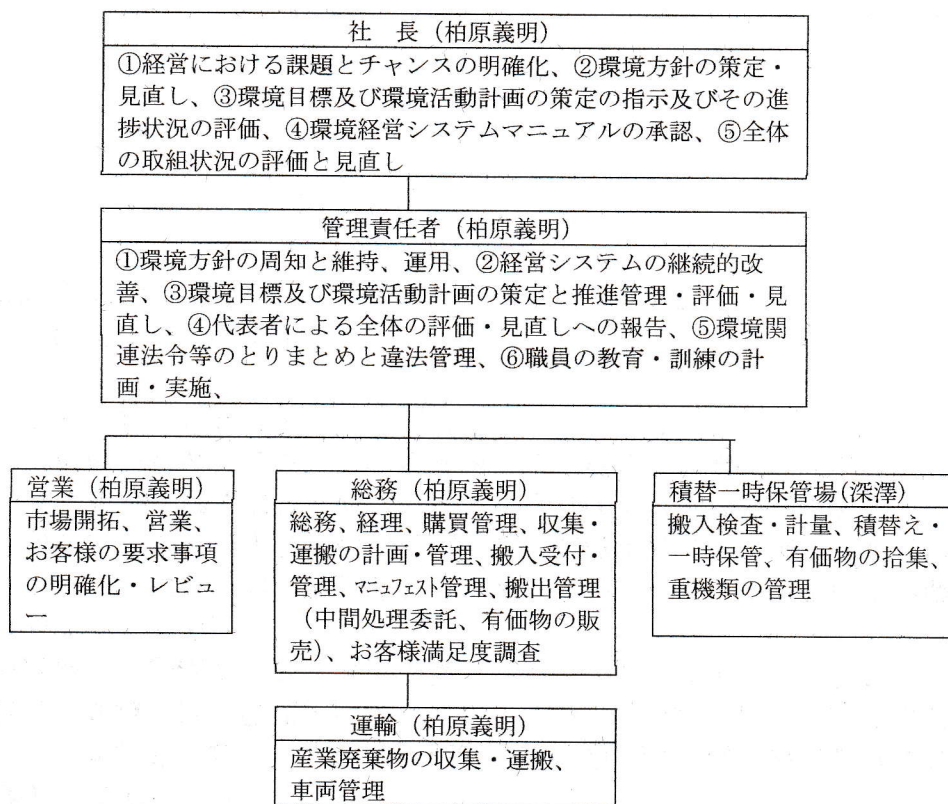 社　長（柏原義明）
①経営における課題とチャンスの明確化、②環境方針の策定・
見直し、③環境目標及び環境活動計画の策定の指示及びその進
捗状況の評価、④環境経営システムマニュアルの承認、⑤全体
の取組状況の評価と見直し
管理責任者（柏原義明）
①環境方針の周知と維持、運用、②経営システムの継続的改
善、③環境目標及び環境活動計画の策定と推進管理・評価・見
直し、④代表者による全体の評価・見直しへの報告、⑤環境関
連法令等のとりまとめと違法管理、⑥職員の教育・訓練の計
画・実施、
営業（柏原義明）
市場開拓、営業、
お客様の要求事項
の明確化・レビュ
ー
総務（柏原義明）
総務、経理、購買管理、収集・
運搬の計画・管理、搬入受付・
管理、マニュフェスト管理、搬出管理
（中間処理委託、有価物の販
売）、お客様満足度調査
積替一時保管場(深澤)
搬入検査・計量、積替え・
一時保管、有価物の拾集、
重機類の管理
運輸（柏原義明）
産業廃棄物の収集・運搬、
車両管理